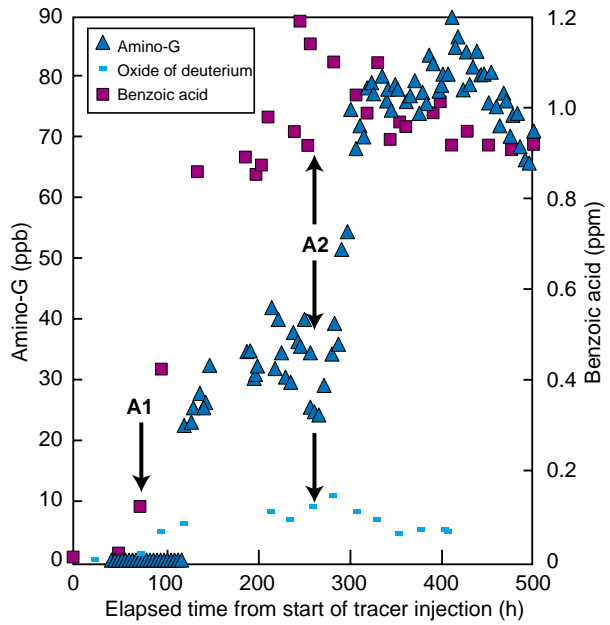 Amino-G
Oxide of deuterium
Benzoic acid
Amino-G (ppb)
90
80
70
60
50
40
30
20
10
0
A1
A2
1.2
1.0
0.8
0.6
0.4
0.2
0
Benzoic acid (ppm)
0 100 200 300 400 500
Elapsed time from start of tracer injection (h)